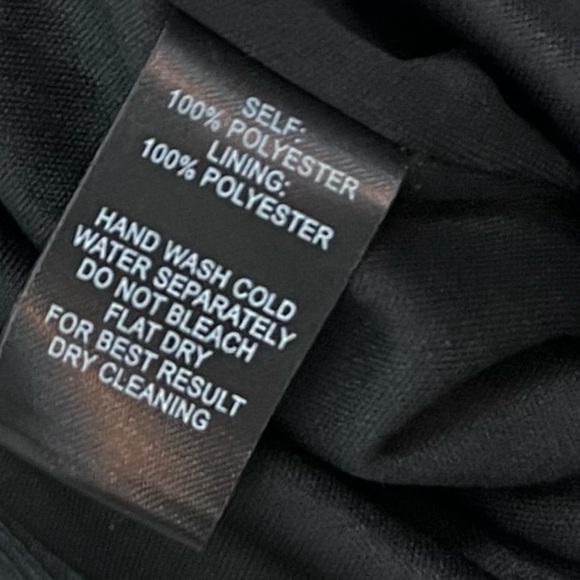 SELF:
100% POLYESTER
LINING:
100% POLYESTER
HAND WASH COLD
WATER SEPARATELY
DO NOT BLEACH
FLAT DRY
FOR BEST RESULT
DRY CLEANING